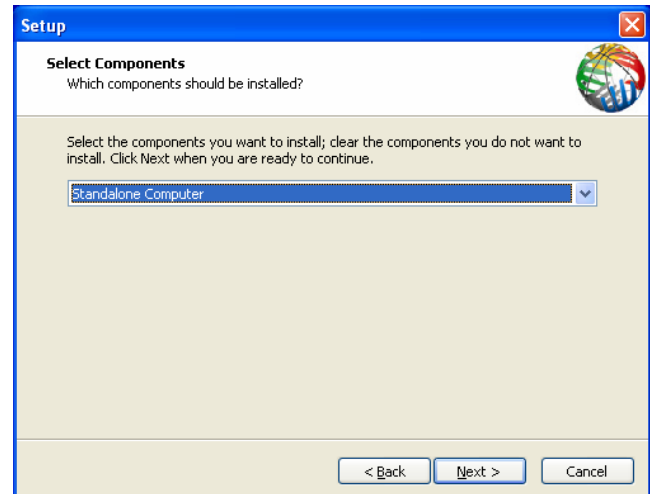 Setup
Select Components
Which components should be installed?
Select the components you want to install; clear the components you do not want to
install. Click Next when you are ready to continue.
Standalone Computer
< Back
Next >
Cancel